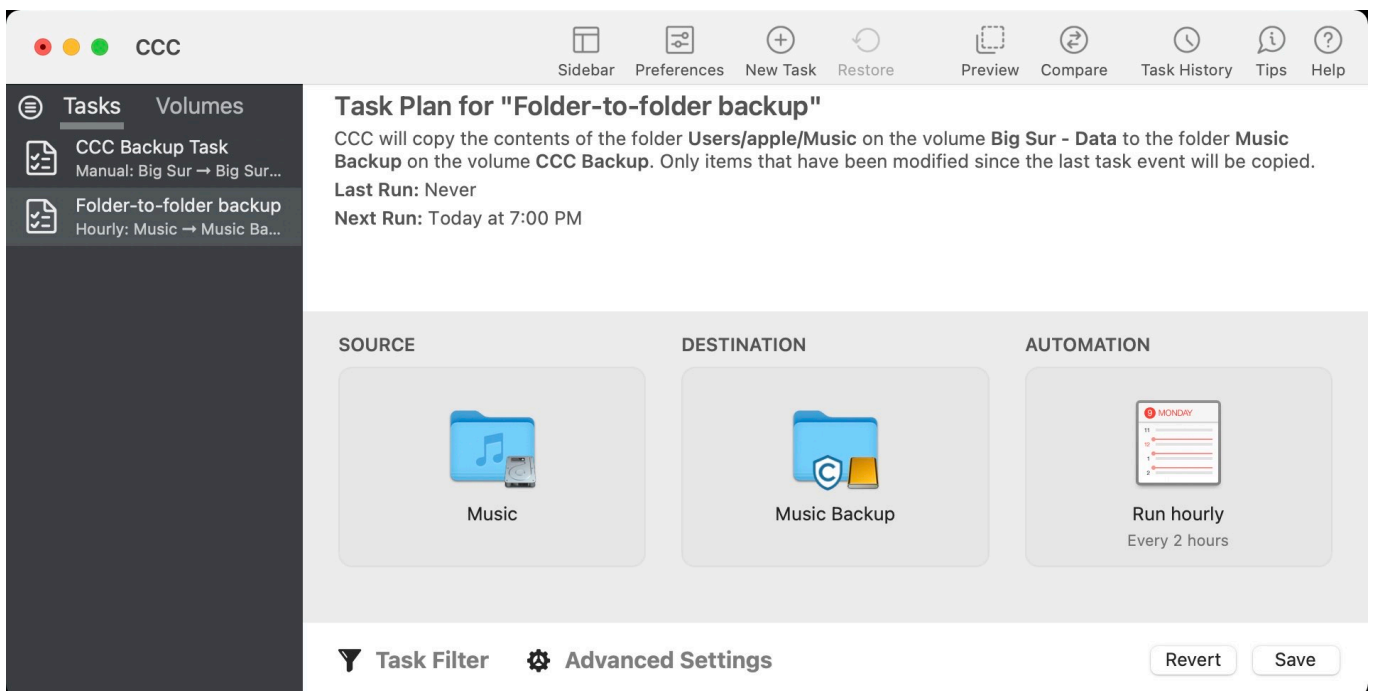 CCC
Sidebar
Preferences
New Task
Restore
Preview
Compare
Task History
Tips
Help
Tasks
Volumes
CCC Backup Task
Manual: Big Sur → Big Sur...
Folder-to-folder backup
Hourly: Music → Music Ba...
Task Plan for "Folder-to-folder backup"
CCC will copy the contents of the folder Users/apple/Music on the volume Big Sur - Data to the folder Music
Backup on the volume CCC Backup. Only items that have been modified since the last task event will be copied.
Last Run: Never
Next Run: Today at 7:00 PM
SOURCE
Music
DESTINATION
C
Music Backup
AUTOMATION
9 MONDAY
11
12
1
2
Run hourly
Every 2 hours
Task Filter
Advanced Settings
Revert
Save